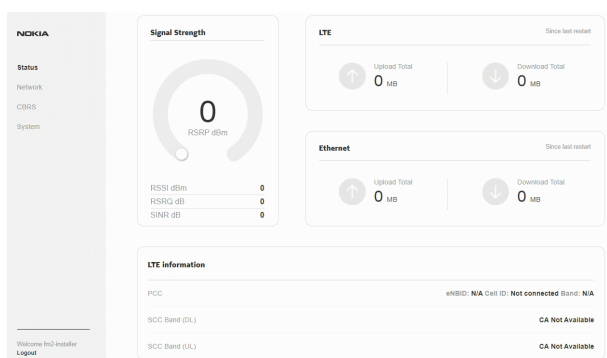 NOKIA
Status
Network
CBRS
System
Welcome fm2-Installer
Logout
Signal Strength
0
RSRP dBm
RSSI dBm 0
RSRQ dB 0
SINR dB 0
LTE Since last restart
Upload Total
0 MB
Download Total
0 MB
Ethernet Since last restart
Upload Total
0 MB
Download Total
0 MB
LTE information
PCC eNBID: N/A Cell ID: Not connected Band: N/A
SCC Band (DL) CA Not Available
SCC Band (UL) CA Not Available